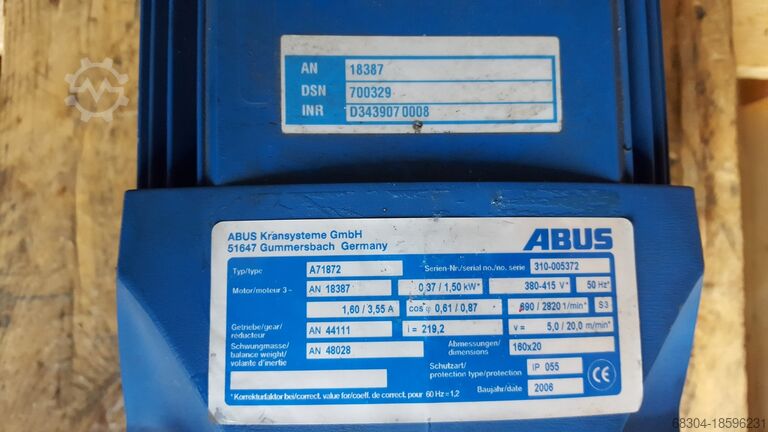 AN 18387
DSN 700329
INR D3439070008
ABUS Kransysteme GmbH
51647 Gummersbach Germany
ABUS
Typ/type A71872 Serien-Nr./serial no./no. serie 310-005372
Motor/moteur 3~ AN 18387 0,37 / 1,50 kW* 380-415 V* 50 Hz*
1,60 / 3,55 A cos φ 0,61 / 0,87 690 / 2820 1/min* S3
Getriebe/gear/
reducteur AN 44111 i = 219,2 v = 5,0 / 20,0 m/min*
Schwungmasse/
balance weight/
volante d'inertie AN 48028 Abmessungen/
dimensions 160x20
Schutzart/
protection type/protection IP 055
CE
Baujahr/date 2006
*Korrekturfaktor bei/correct. value for/coeff. de correct. pour 60 Hz = 1,2
68304-18596231